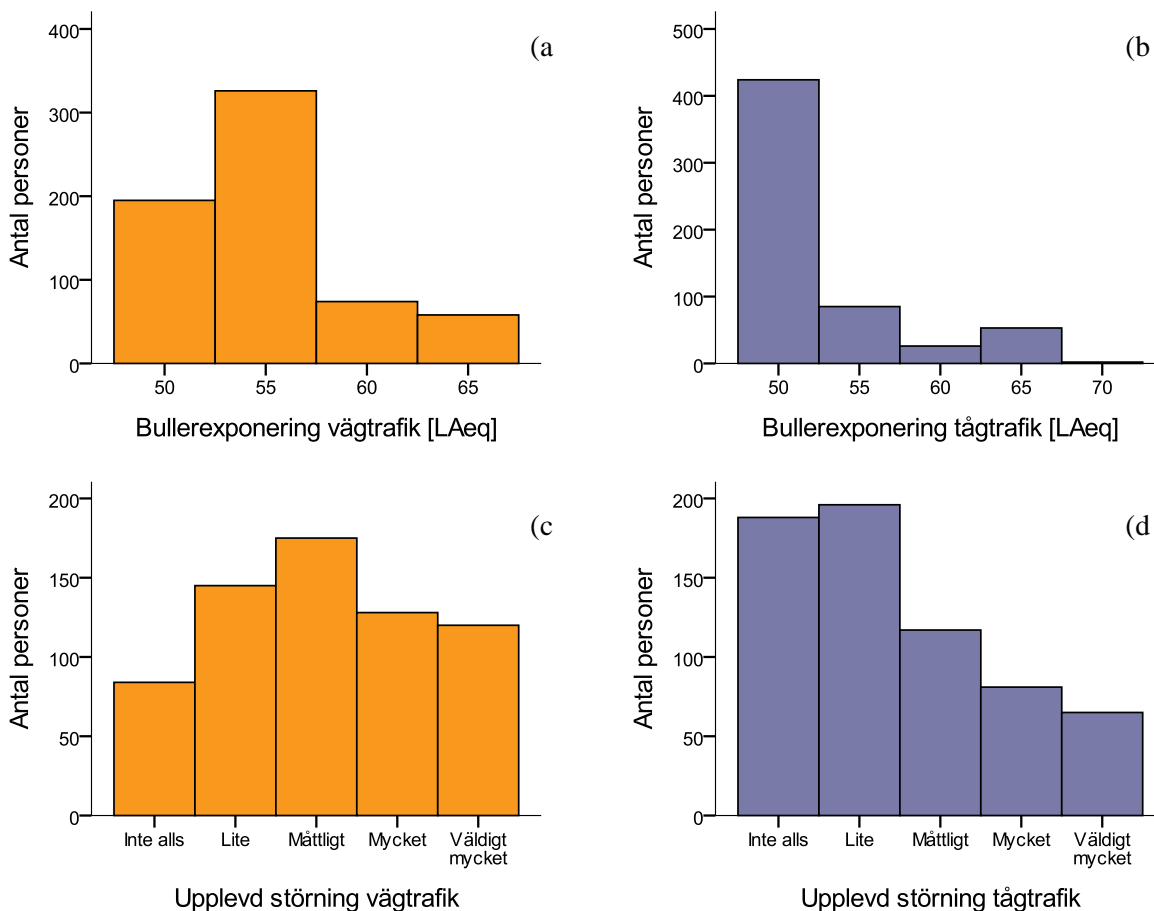 (a
Antal personer
400
300
200
100
0
50 55 60 65
Bullerexponering vägtrafik [LAeq]
(b
Antal personer
500
400
300
200
100
0
50 55 60 65 70
Bullerexponering tågtrafik [LAeq]
(c
Antal personer
200
150
100
50
0
Inte alls Lite Måttligt Mycket Väldigt
mycket
Upplevd störning vägtrafik
(d
Antal personer
200
150
100
50
0
Inte alls Lite Måttligt Mycket Väldigt
mycket
Upplevd störning tågtrafik